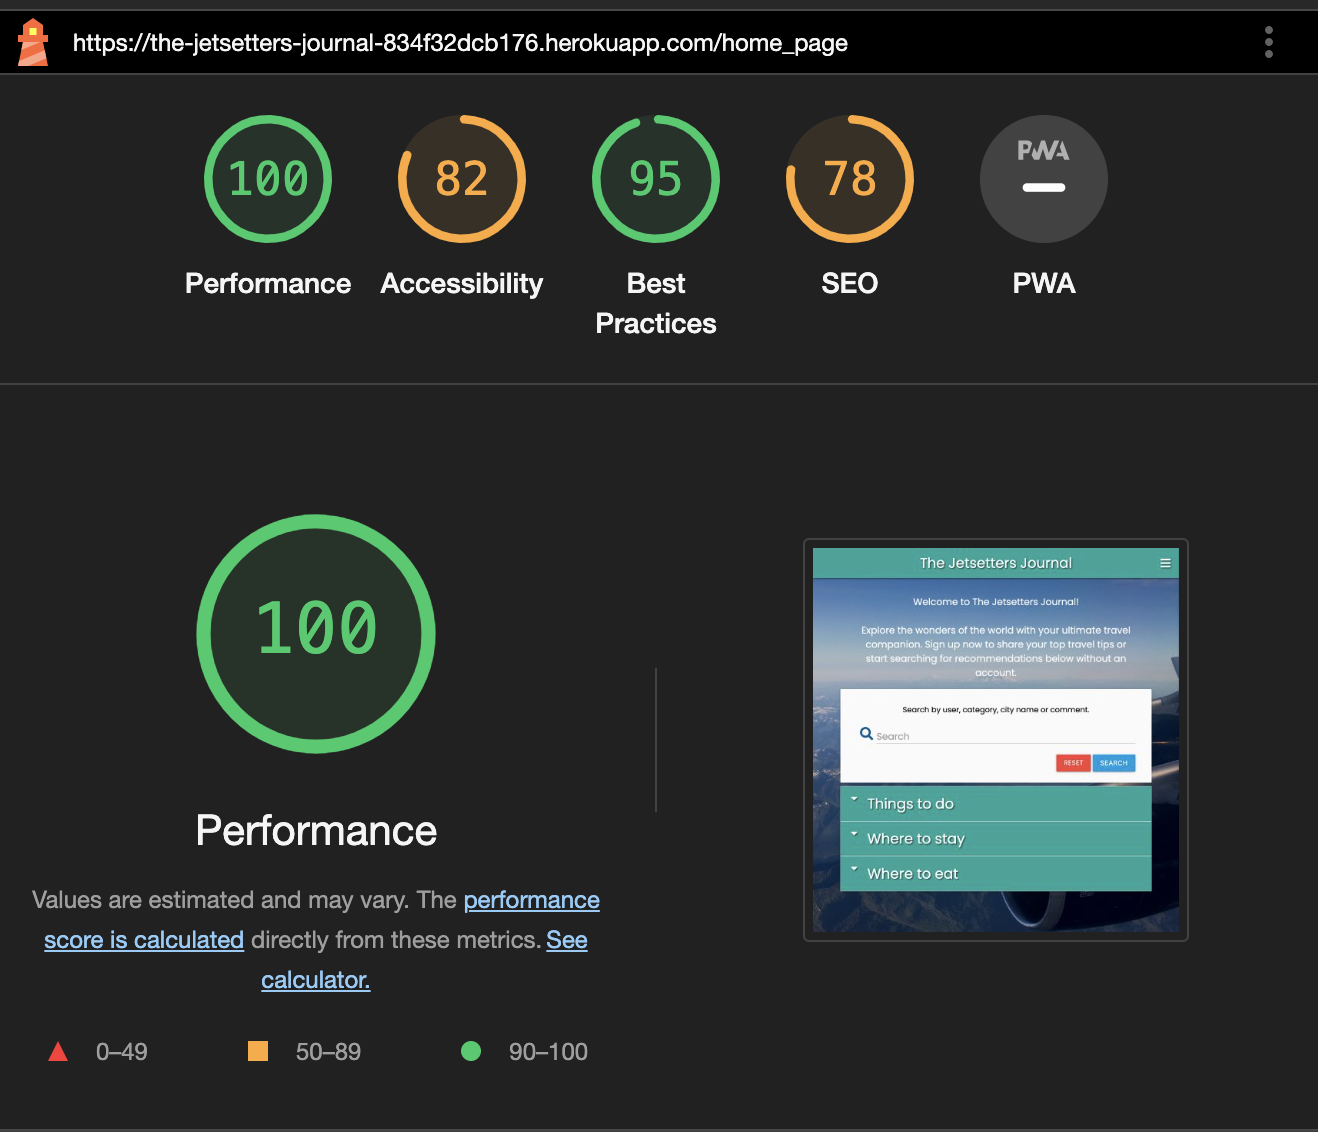 https://the-jetsetters-journal-834f32dcb176.herokuapp.com/home_page
100
82
95
78
PWA
Performance
Accessibility
Best
Practices
SEO
PWA
100
Performance
Values are estimated and may vary. The performance
score is calculated directly from these metrics. See
calculator.
0–49
50–89
90–100
The Jetsetters Journal
Welcome to The Jetsetters Journal!
Explore the wonders of the world with your ultimate travel
companion. Sign up now to share your top travel tips or
start searching for recommendations below without an
account.
Search by user, category, city name or comment.
Search
RESET
SEARCH
Things to do
Where to stay
Where to eat